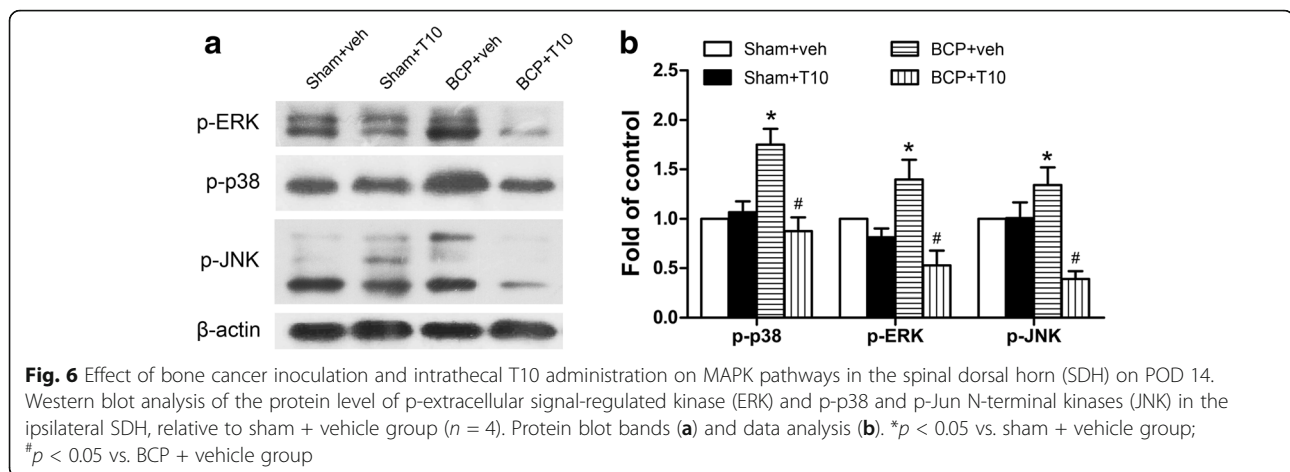 a
Sham+veh
Sham+T10
BCP+veh
BCP+T10
p-ERK
p-p38
p-JNK
β-actin
b
Sham+veh
BCP+veh
Sham+T10
BCP+T10
Fold of control
2.5
2.0
1.5
1.0
0.5
0.0
*
#
*
#
*
#
p-p38
p-ERK
p-JNK
Fig. 6 Effect of bone cancer inoculation and intrathecal T10 administration on MAPK pathways in the spinal dorsal horn (SDH) on POD 14.
Western blot analysis of the protein level of p-extracellular signal-regulated kinase (ERK) and p-p38 and p-Jun N-terminal kinases (JNK) in the
ipsilateral SDH, relative to sham + vehicle group (n = 4). Protein blot bands (a) and data analysis (b). *p < 0.05 vs. sham + vehicle group;
#p < 0.05 vs. BCP + vehicle group